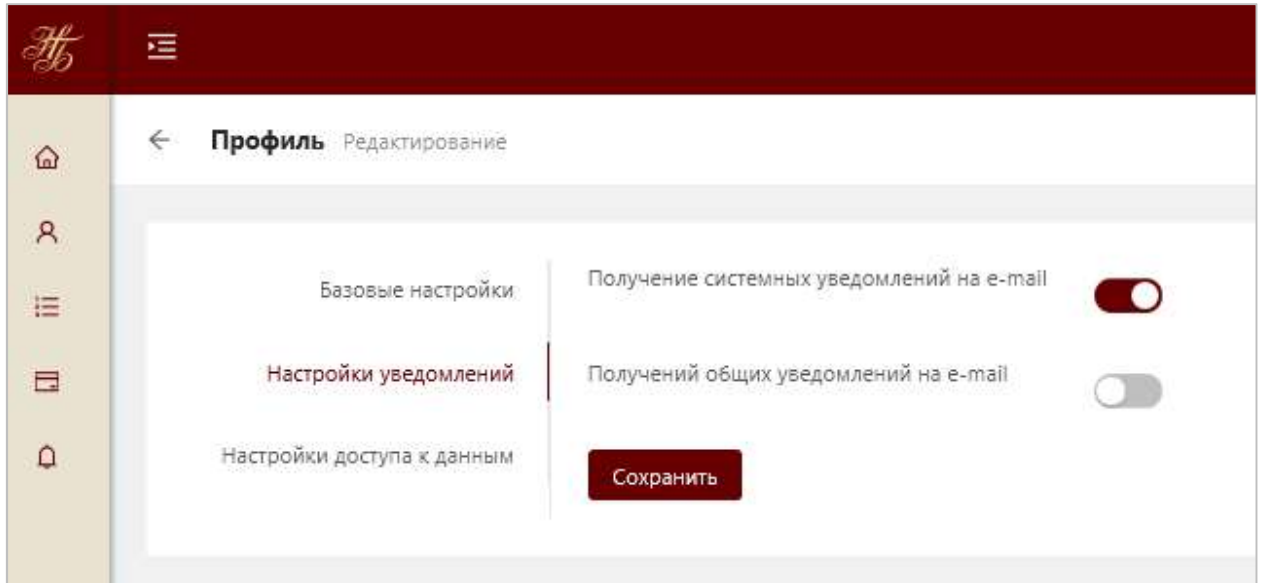 НБ
Профиль Редактирование
Базовые настройки
Настройки уведомлений
Настройки доступа к данным
Получение системных уведомлений на e-mail
Получений общих уведомлений на e-mail
Сохранить